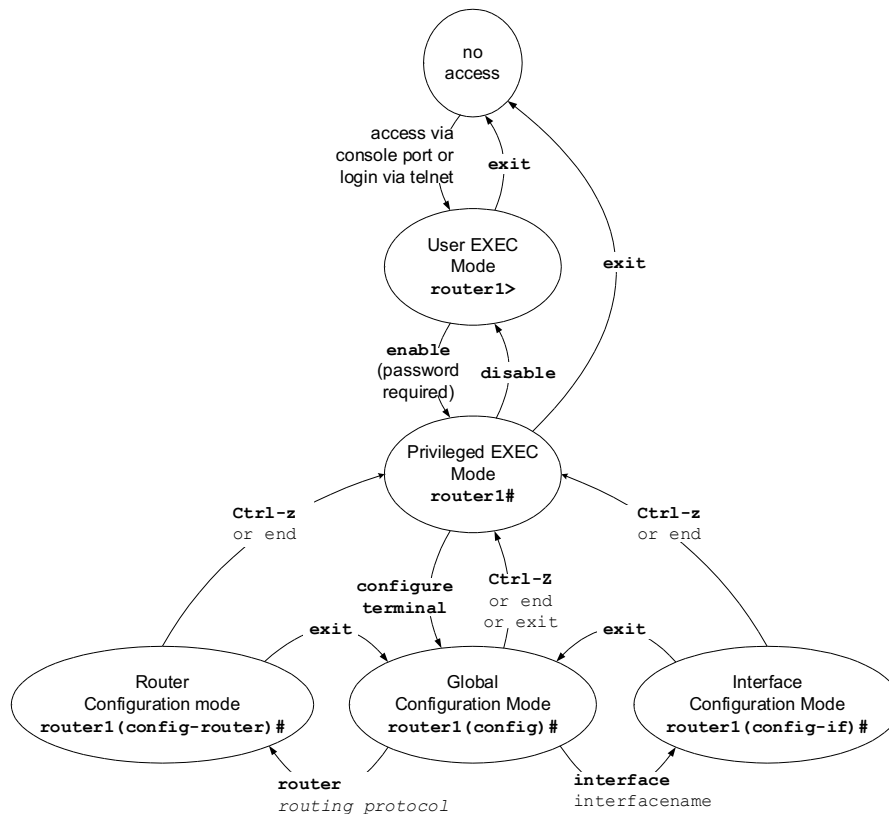 no
access
access via
console port or
login via telnet
exit
User EXEC
Mode
router1>
exit
enable
(password
required)
disable
Privileged EXEC
Mode
router1#
Ctrl-z
or end
configure
terminal
Ctrl-Z
or end
or exit
Ctrl-z
or end
exit
exit
Router
Configuration mode
router1(config-router)#
Global
Configuration Mode
router1(config)#
Interface
Configuration Mode
router1(config-if)#
router
routing protocol
interface
interfacename